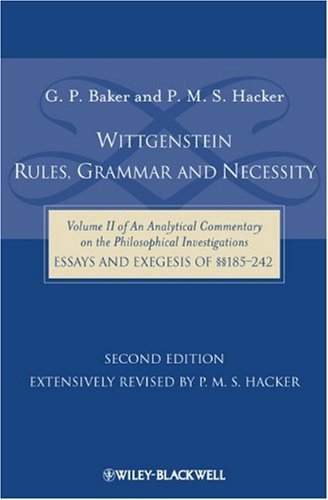 G. P. Baker and P. M. S. Hacker
Wittgenstein
Rules, Grammar and Necessity
Volume II of An Analytical Commentary
on the Philosophical Investigations
ESSAYS AND EXEGESIS OF §§185–242
SECOND EDITION
EXTENSIVELY REVISED BY P. M. S. HACKER
WILEY-BLACKWELL